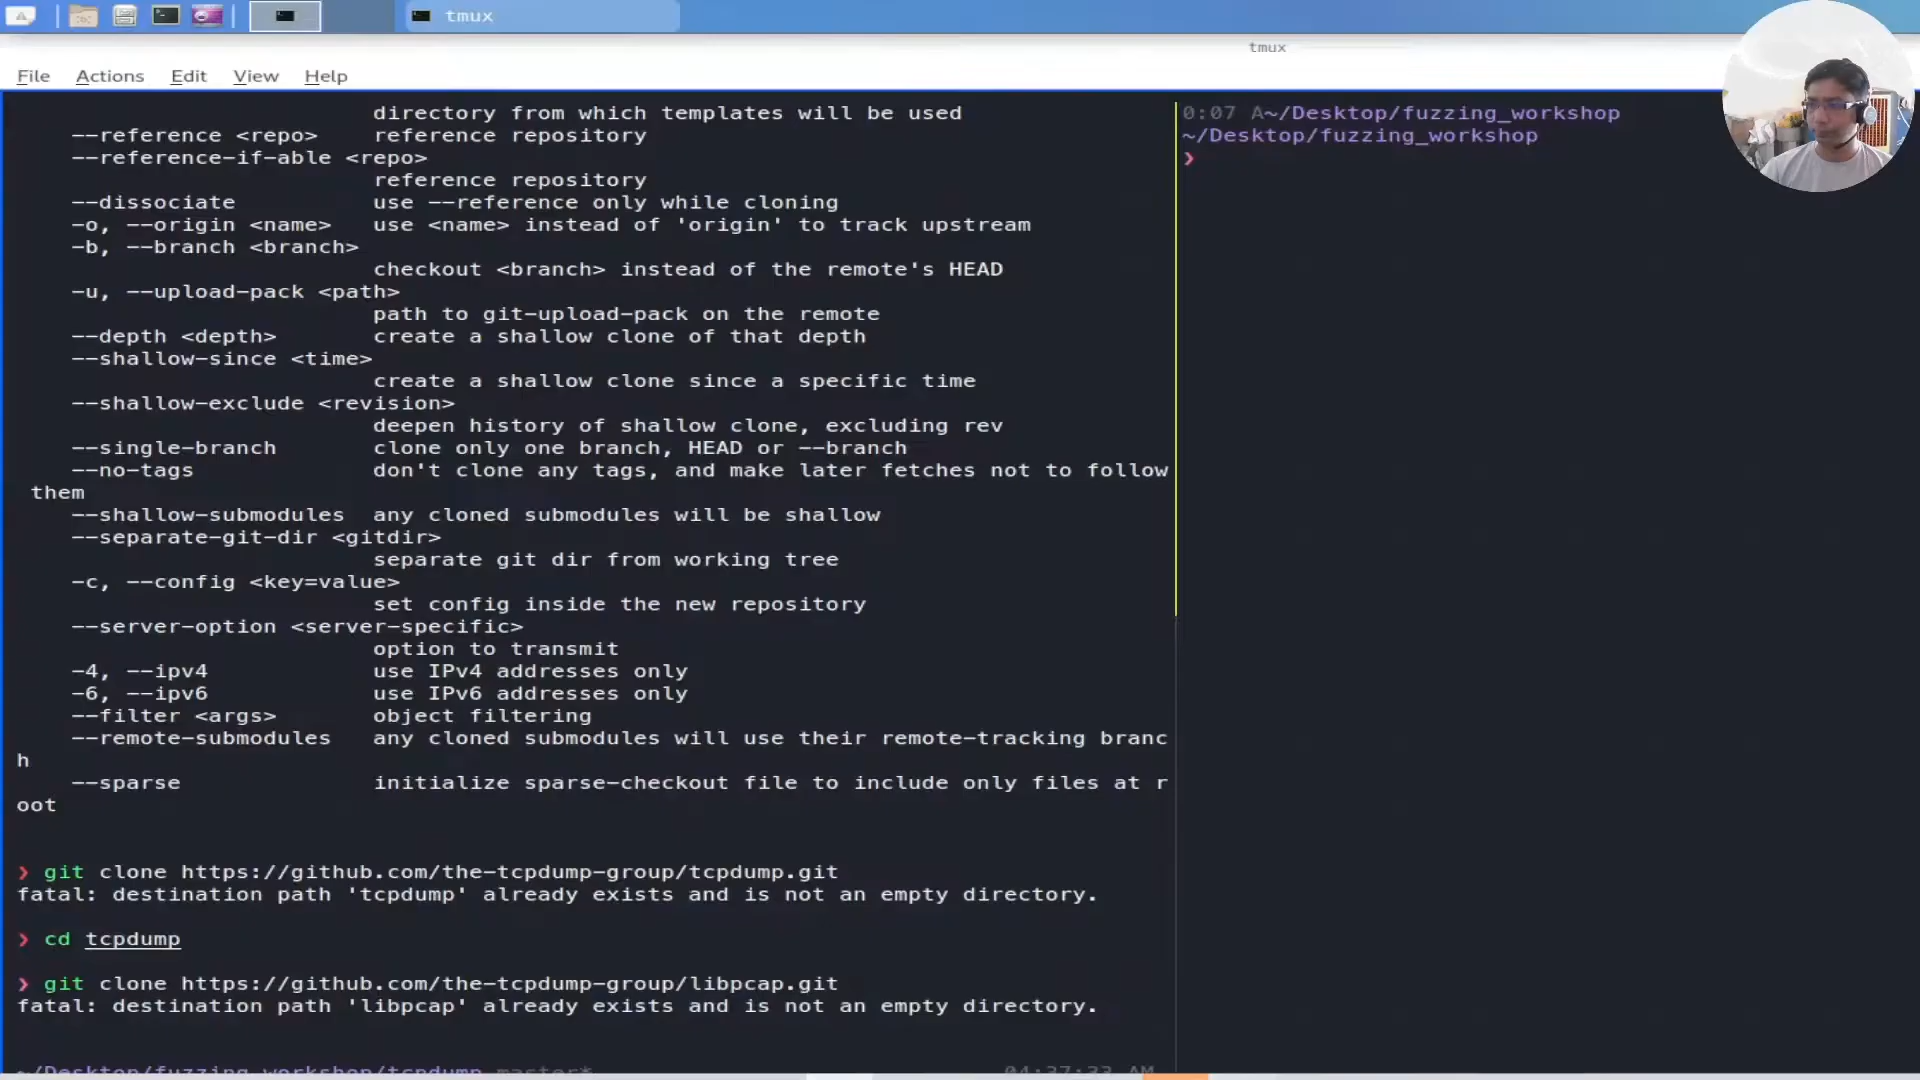 tmux
tmux
File Actions Edit View Help
directory from which templates will be used
--reference <repo> reference repository
--reference-if-able <repo>
reference repository
--dissociate use --reference only while cloning
-o, --origin <name> use <name> instead of 'origin' to track upstream
-b, --branch <branch>
checkout <branch> instead of the remote's HEAD
-u, --upload-pack <path>
path to git-upload-pack on the remote
--depth <depth> create a shallow clone of that depth
--shallow-since <time>
create a shallow clone since a specific time
--shallow-exclude <revision>
deepen history of shallow clone, excluding rev
--single-branch clone only one branch, HEAD or --branch
--no-tags don't clone any tags, and make later fetches not to follow
them
--shallow-submodules any cloned submodules will be shallow
--separate-git-dir <gitdir>
separate git dir from working tree
-c, --config <key=value>
set config inside the new repository
--server-option <server-specific>
option to transmit
-4, --ipv4 use IPv4 addresses only
-6, --ipv6 use IPv6 addresses only
--filter <args> object filtering
--remote-submodules any cloned submodules will use their remote-tracking branc
h
--sparse initialize sparse-checkout file to include only files at r
oot
❯ git clone https://github.com/the-tcpdump-group/tcpdump.git
fatal: destination path 'tcpdump' already exists and is not an empty directory.
❯ cd tcpdump
❯ git clone https://github.com/the-tcpdump-group/libpcap.git
fatal: destination path 'libpcap' already exists and is not an empty directory.
~/Desktop/fuzzing_workshop/tcpdump master* 04:37:33 AM
0:07 A~/Desktop/fuzzing_workshop
~/Desktop/fuzzing_workshop
❯